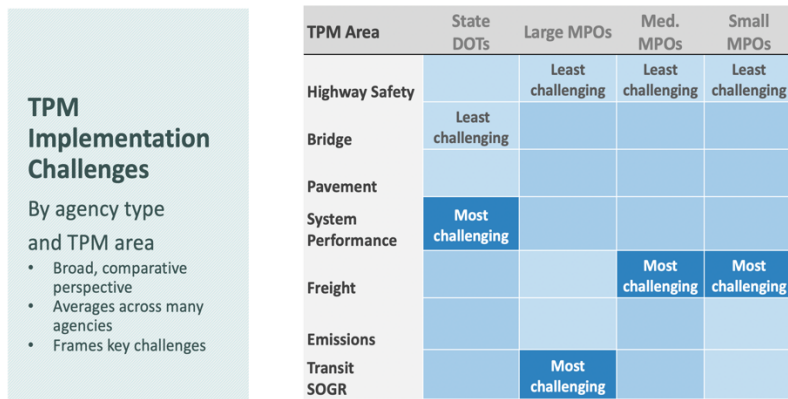 TPM
Implementation
Challenges
By agency type
and TPM area
• Broad, comparative
perspective
• Averages across many
agencies
• Frames key challenges
TPM Area
State
DOTs
Large MPOs
Med.
MPOs
Small
MPOs
Highway Safety
Least
challenging
Least
challenging
Least
challenging
Bridge
Least
challenging
Pavement
System
Performance
Most
challenging
Freight
Most
challenging
Most
challenging
Emissions
Transit
SOGR
Most
challenging